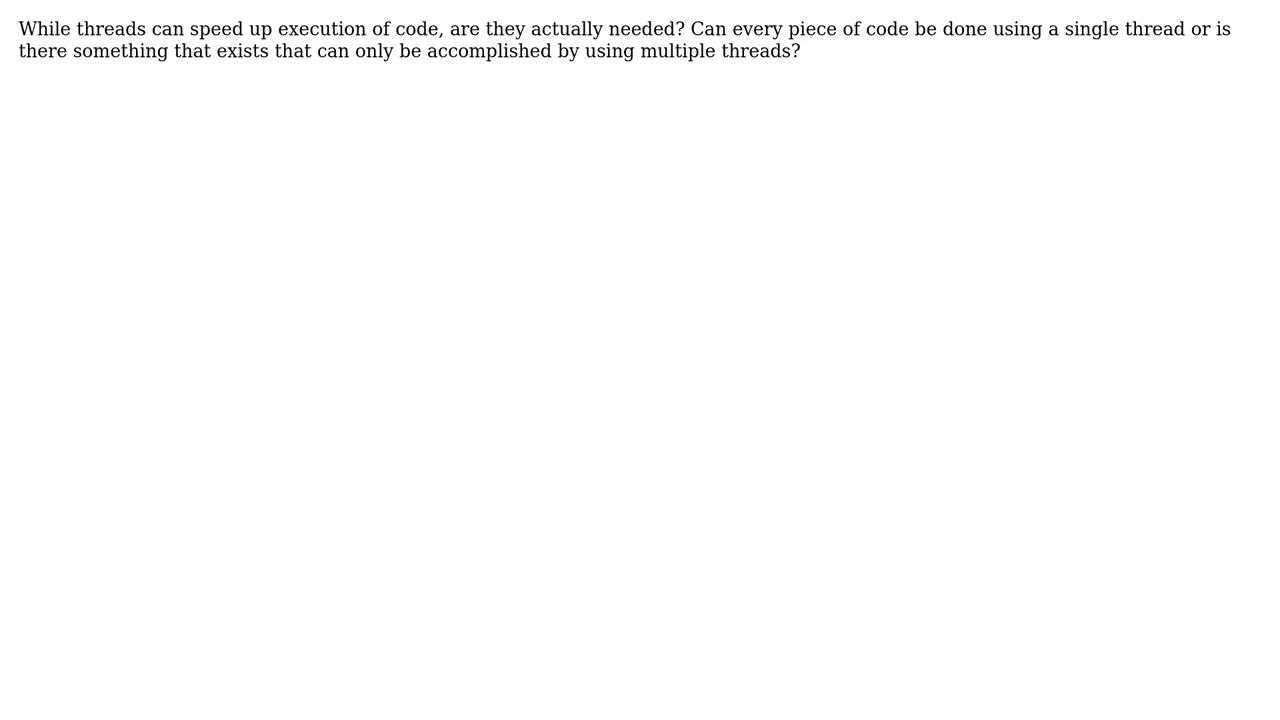 While threads can speed up execution of code, are they actually needed? Can every piece of code be done using a single thread or is
there something that exists that can only be accomplished by using multiple threads?